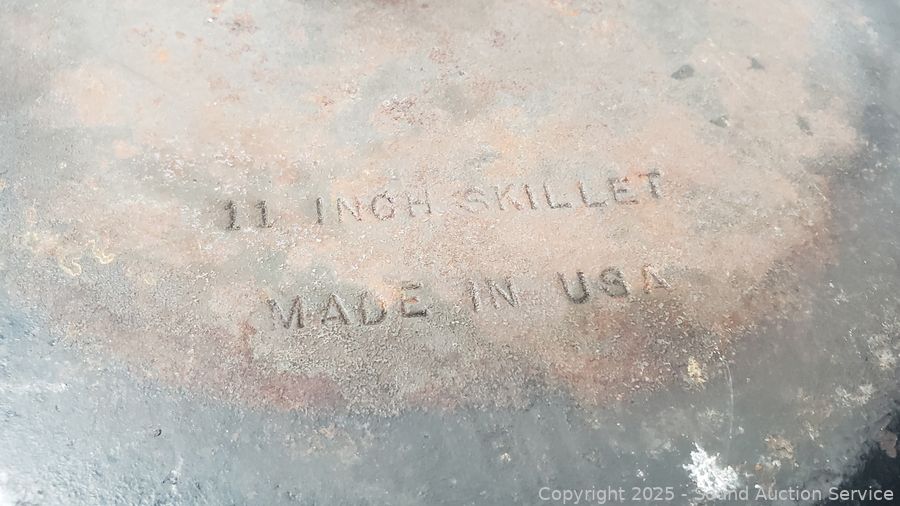 11 INCH SKILLET
MADE IN USA
Copyright 2025 - Sound Auction Service